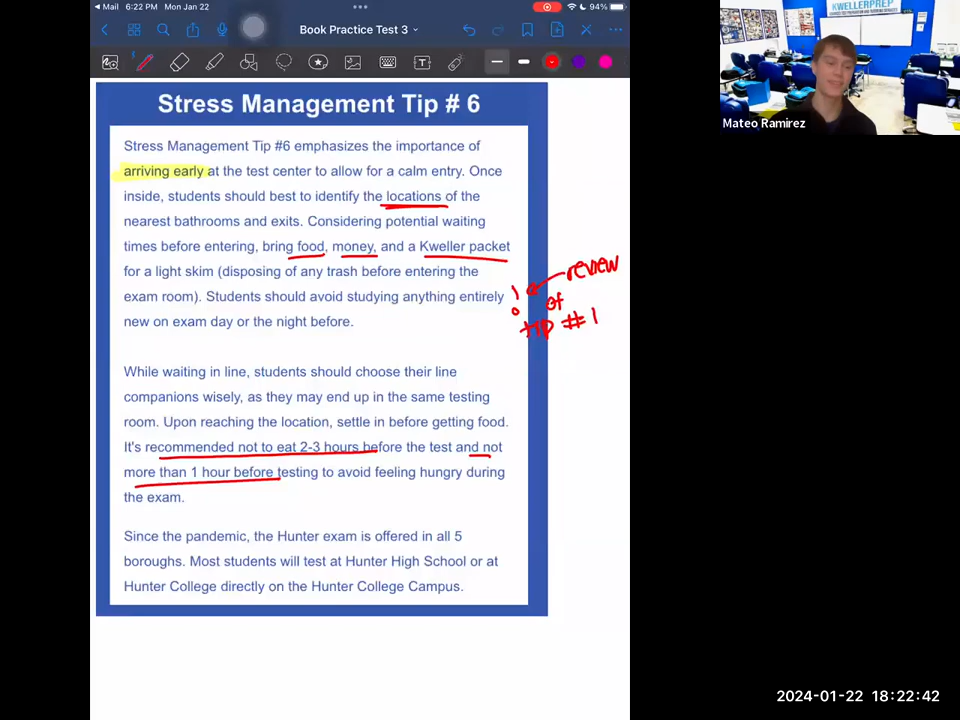 Mail 6:22 PM Mon Jan 22 94%
Book Practice Test 3
Stress Management Tip # 6
Stress Management Tip #6 emphasizes the importance of
arriving early at the test center to allow for a calm entry. Once
inside, students should best to identify the locations of the
nearest bathrooms and exits. Considering potential waiting
times before entering, bring food, money, and a Kweller packet
for a light skim (disposing of any trash before entering the
exam room). Students should avoid studying anything entirely
new on exam day or the night before.
! review
of
tip #1
While waiting in line, students should choose their line
companions wisely, as they may end up in the same testing
room. Upon reaching the location, settle in before getting food.
It's recommended not to eat 2-3 hours before the test and not
more than 1 hour before testing to avoid feeling hungry during
the exam.
Since the pandemic, the Hunter exam is offered in all 5
boroughs. Most students will test at Hunter High School or at
Hunter College directly on the Hunter College Campus.
KWELLERPREP
Mateo Ramirez
2024-01-22 18:22:42